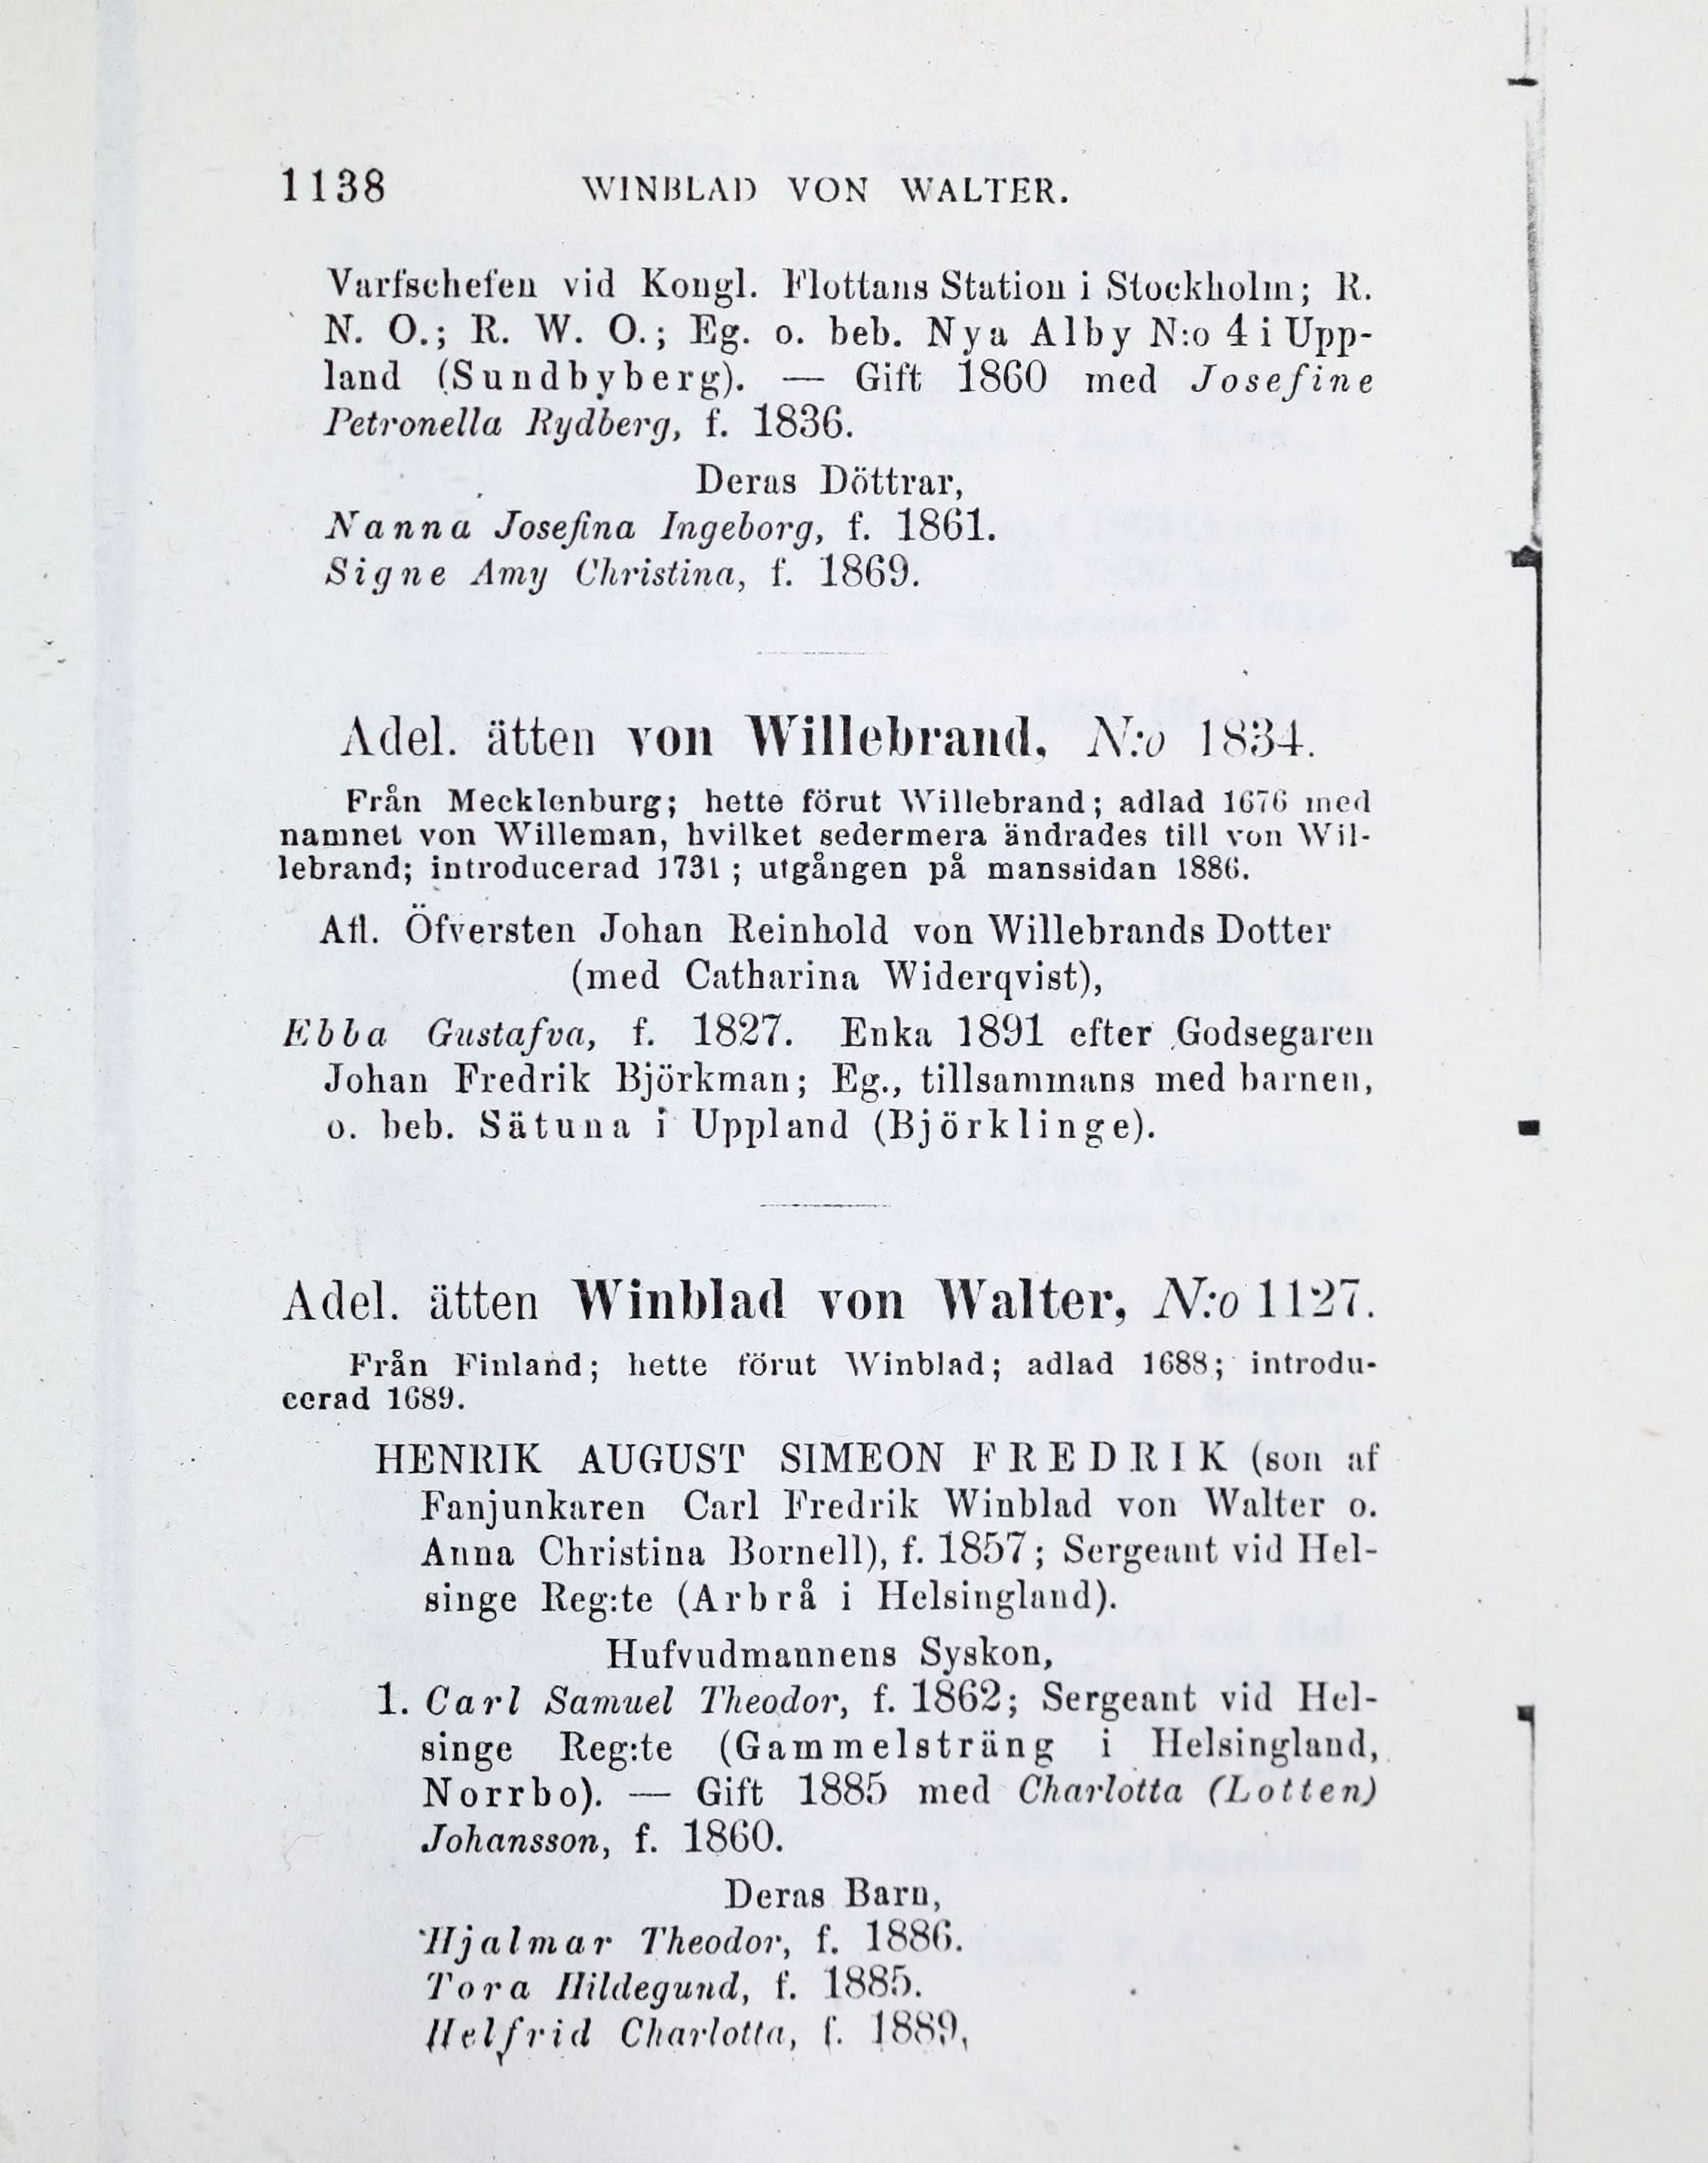 1138 WINBLAD VON WALTER.
Varfschefen vid Kongl. Flottans Station i Stockholm; R.
N. O.; R. W. O.; Eg. o. beb. Nya Alby N:o 4 i Upp-
land (Sundbyberg). — Gift 1860 med Josefine
Petronella Rydberg, f. 1836.
Deras Döttrar,
Nanna Josefina Ingeborg, f. 1861.
Signe Amy Christina, f. 1869.
Adel. ätten von Willebrand, N:o 1834.
Från Mecklenburg; hette förut Willebrand; adlad 1676 med
namnet von Willeman, hvilket sedermera ändrades till von Wil-
lebrand; introducerad 1731; utgången på manssidan 1886.
Afl. Öfversten Johan Reinhold von Willebrands Dotter
(med Catharina Widerqvist),
Ebba Gustafva, f. 1827. Enka 1891 efter Godsegaren
Johan Fredrik Björkman; Eg., tillsammans med barnen,
o. beb. Sätuna i Uppland (Björklinge).
Adel. ätten Winblad von Walter, N:o 1127.
Från Finland; hette förut Winblad; adlad 1688; introdu-
cerad 1689.
HENRIK AUGUST SIMEON FREDRIK (son af
Fanjunkaren Carl Fredrik Winblad von Walter o.
Anna Christina Bornell), f. 1857; Sergeant vid Hel-
singe Reg:te (Arbrå i Helsingland).
Hufvudmannens Syskon,
1. Carl Samuel Theodor, f. 1862; Sergeant vid Hel-
singe Reg:te (Gammelsträng i Helsingland,
Norrbo). — Gift 1885 med Charlotta (Lotten)
Johansson, f. 1860.
Deras Barn,
Hjalmar Theodor, f. 1886.
Tora Hildegund, f. 1885.
Helfrid Charlotta, f. 1889,